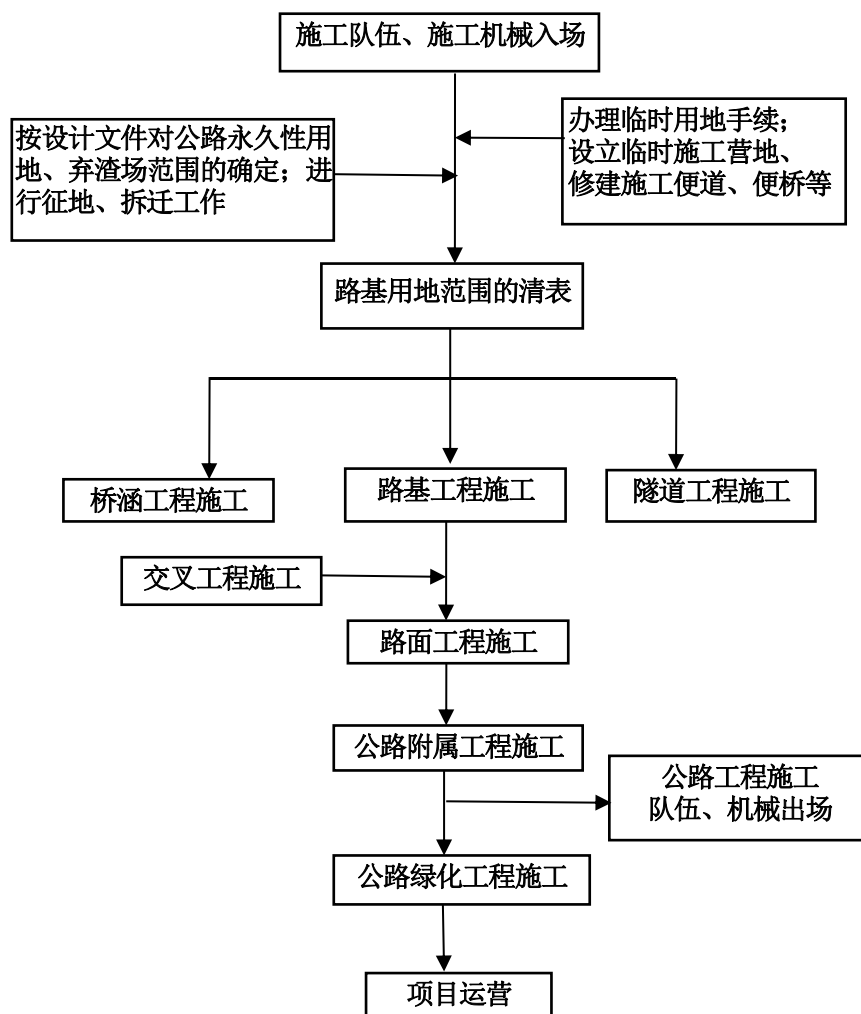 施工队伍、施工机械入场
按设计文件对公路永久性用
地、弃渣场范围的确定；进
行征地、拆迁工作
办理临时用地手续；
设立临时施工营地、
修建施工便道、便桥等
路基用地范围的清表
桥涵工程施工
路基工程施工
隧道工程施工
交叉工程施工
路面工程施工
公路附属工程施工
公路工程施工
队伍、机械出场
公路绿化工程施工
项目运营